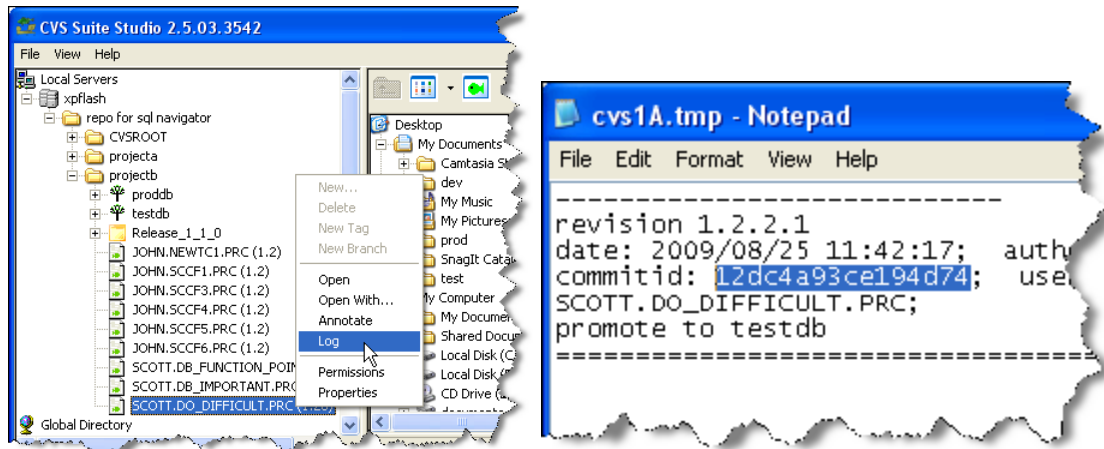 CVS Suite Studio 2.5.03.3542
File View Help
Local Servers
xpflash
repo for sql navigator
CVSROOT
projecta
projectb
proddb
testdb
Release_1_1_0
JOHN.NEWTC1.PRC (1.2)
JOHN.SCCF1.PRC (1.2)
JOHN.SCCF3.PRC (1.2)
JOHN.SCCF4.PRC (1.2)
JOHN.SCCF5.PRC (1.2)
JOHN.SCCF6.PRC (1.2)
SCOTT.DB_FUNCTION_POIN
SCOTT.DB_IMPORTANT.PRC
SCOTT.DO_DIFFICULT.PRC
Global Directory
New...
Delete
New Tag
New Branch
Open
Open With...
Annotate
Log
Permissions
Properties
Desktop
My Documents
Camtasia S
dev
My Music
My Pictures
prod
SnagIt Cata
test
My Computer
My Documen
Shared Docu
Local Disk (C
Local Disk (
CD Drive (
cvs1A.tmp - Notepad
File Edit Format View Help
----------------------------
revision 1.2.2.1
date: 2009/08/25 11:42:17; auth
commitid: 12dc4a93ce194d74; use
SCOTT.DO_DIFFICULT.PRC;
promote to testdb
=============================